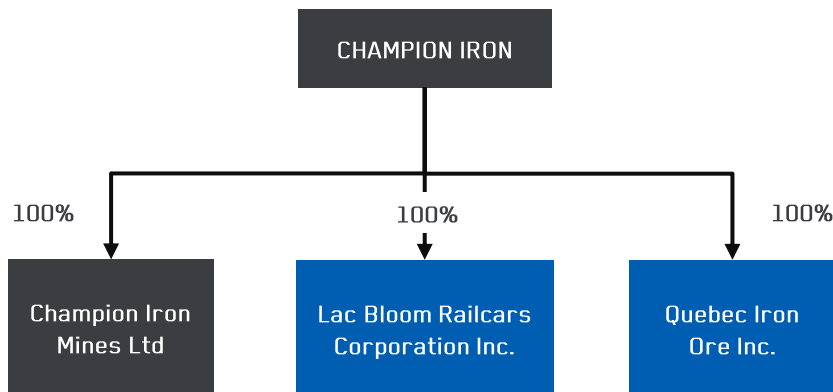 CHAMPION IRON
100%
100%
100%
Champion Iron
Mines Ltd
Lac Bloom Railcars
Corporation Inc.
Quebec Iron
Ore Inc.